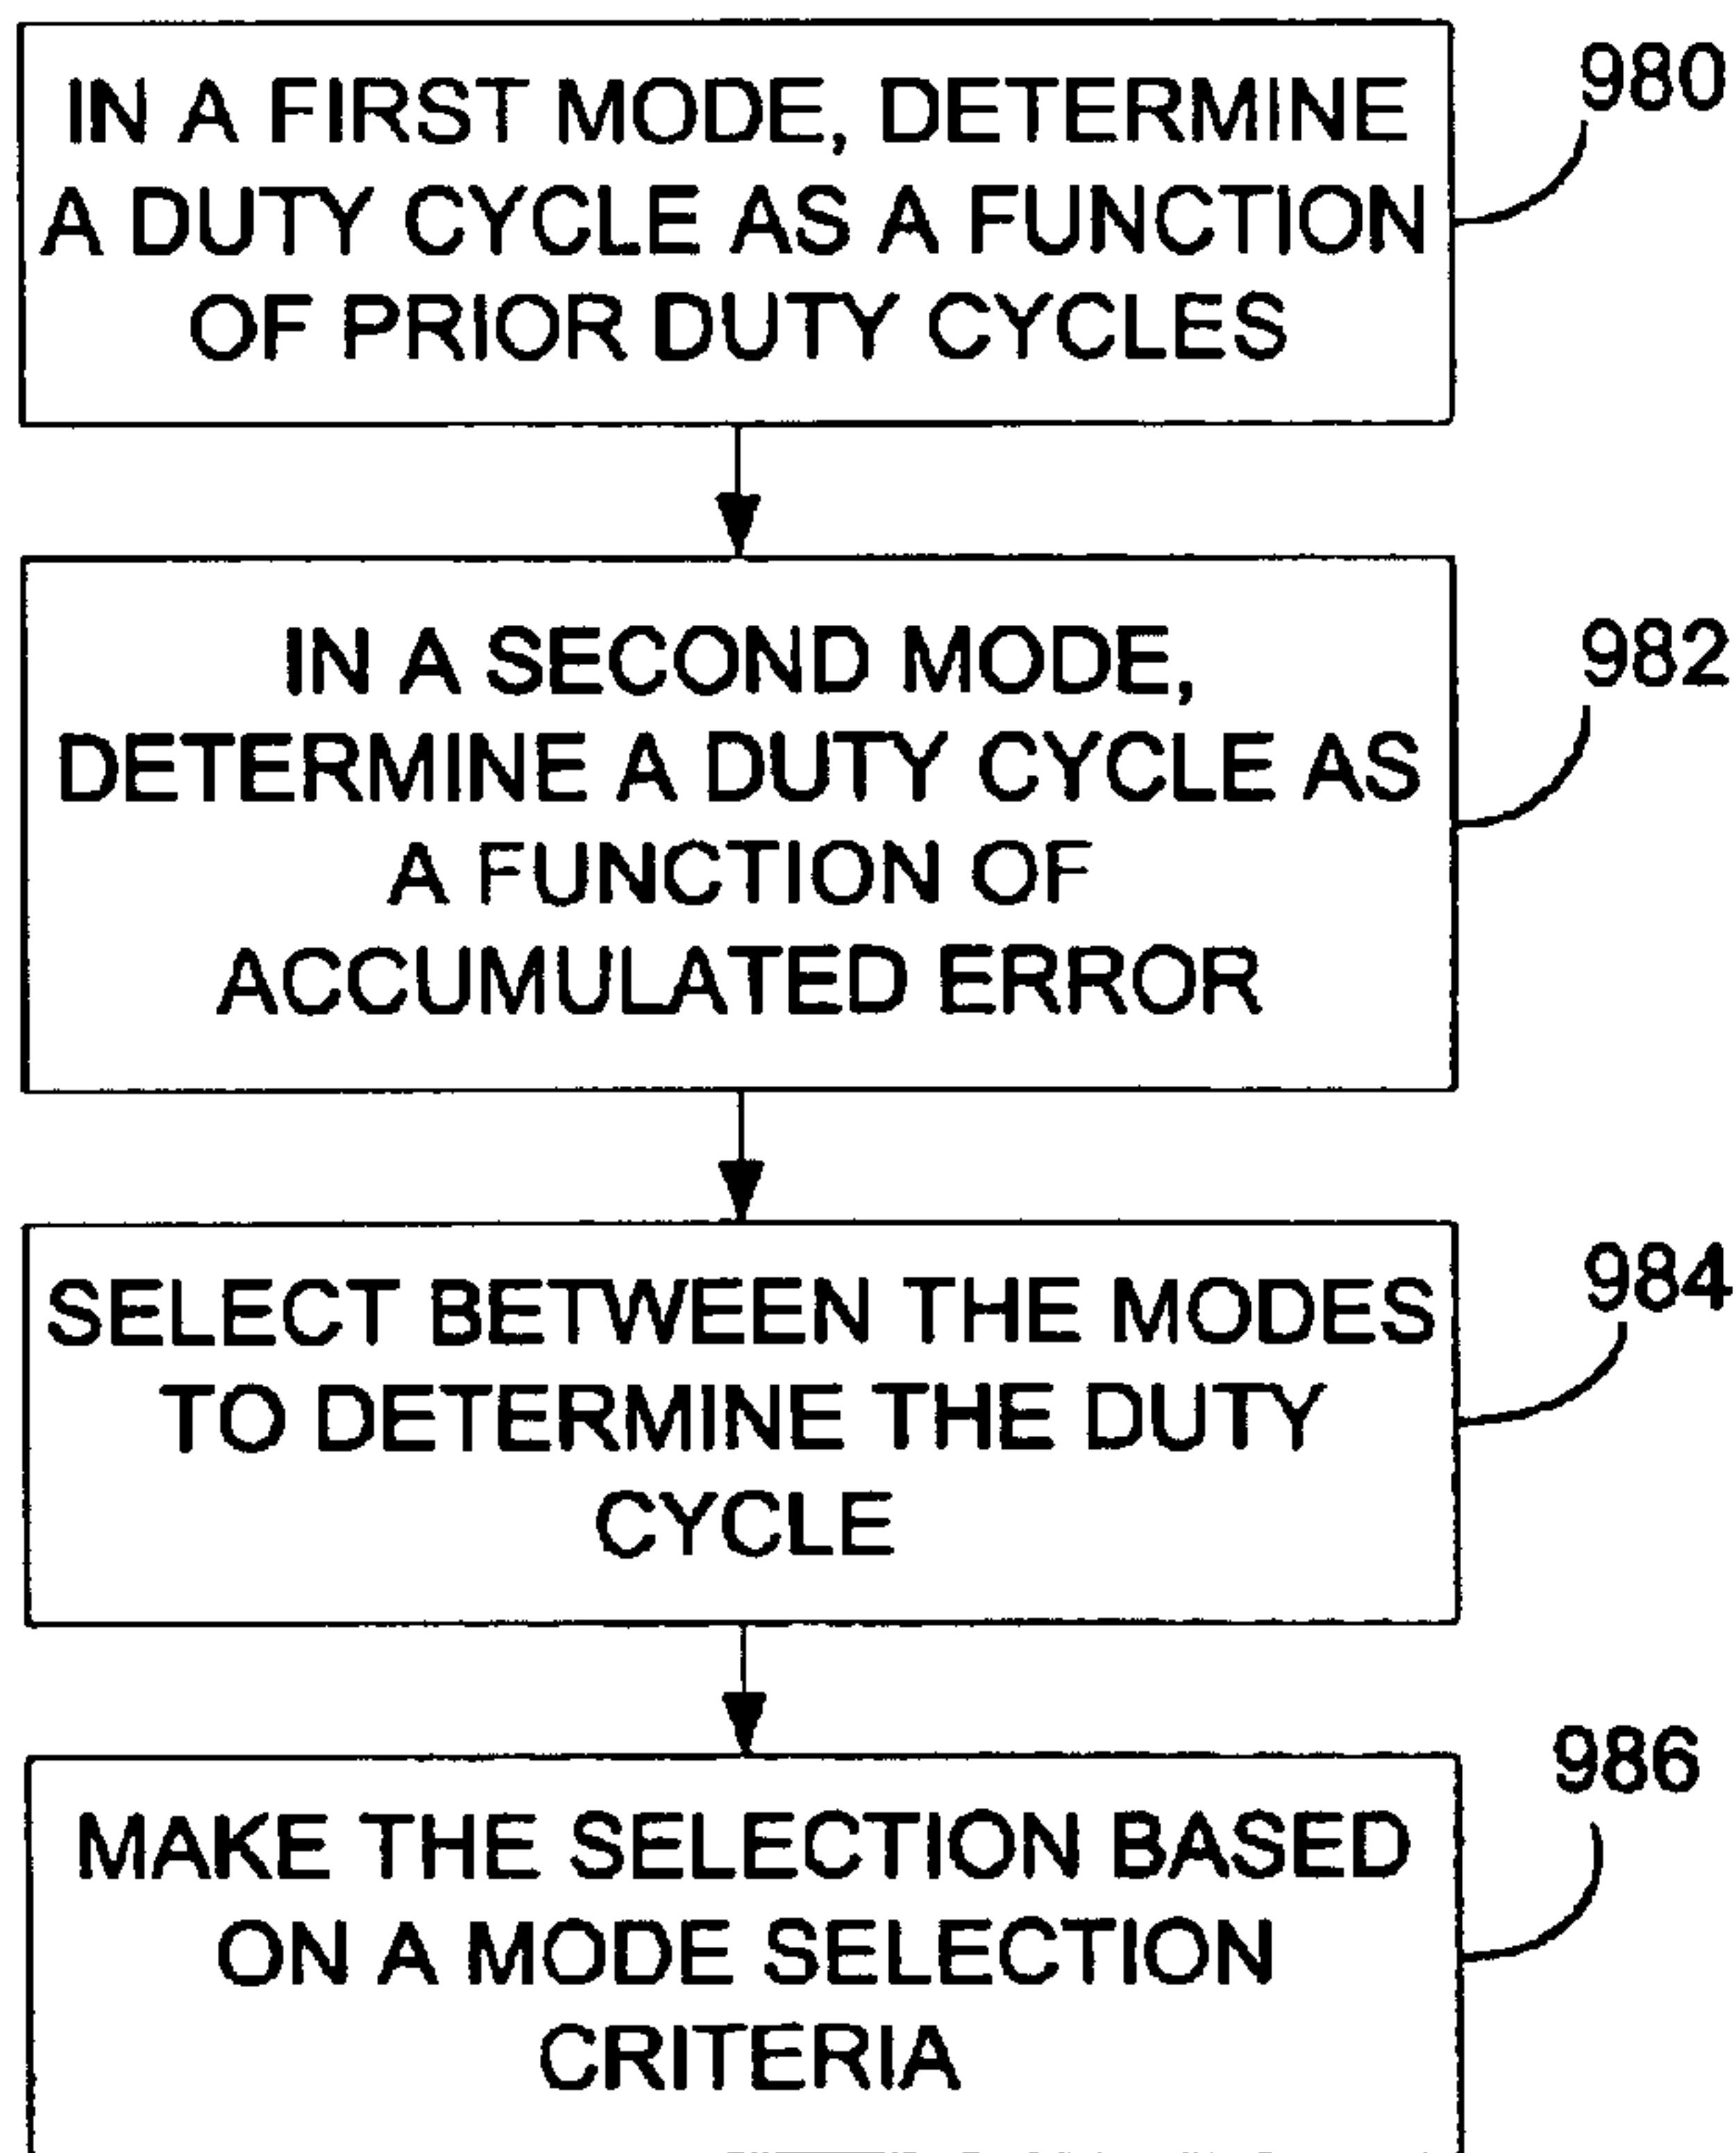 IN A FIRST MODE, DETERMINE
A DUTY CYCLE AS A FUNCTION
OF PRIOR DUTY CYCLES
980
IN A SECOND MODE,
DETERMINE A DUTY CYCLE AS
A FUNCTION OF
ACCUMULATED ERROR
982
SELECT BETWEEN THE MODES
TO DETERMINE THE DUTY
CYCLE
984
MAKE THE SELECTION BASED
ON A MODE SELECTION
CRITERIA
986